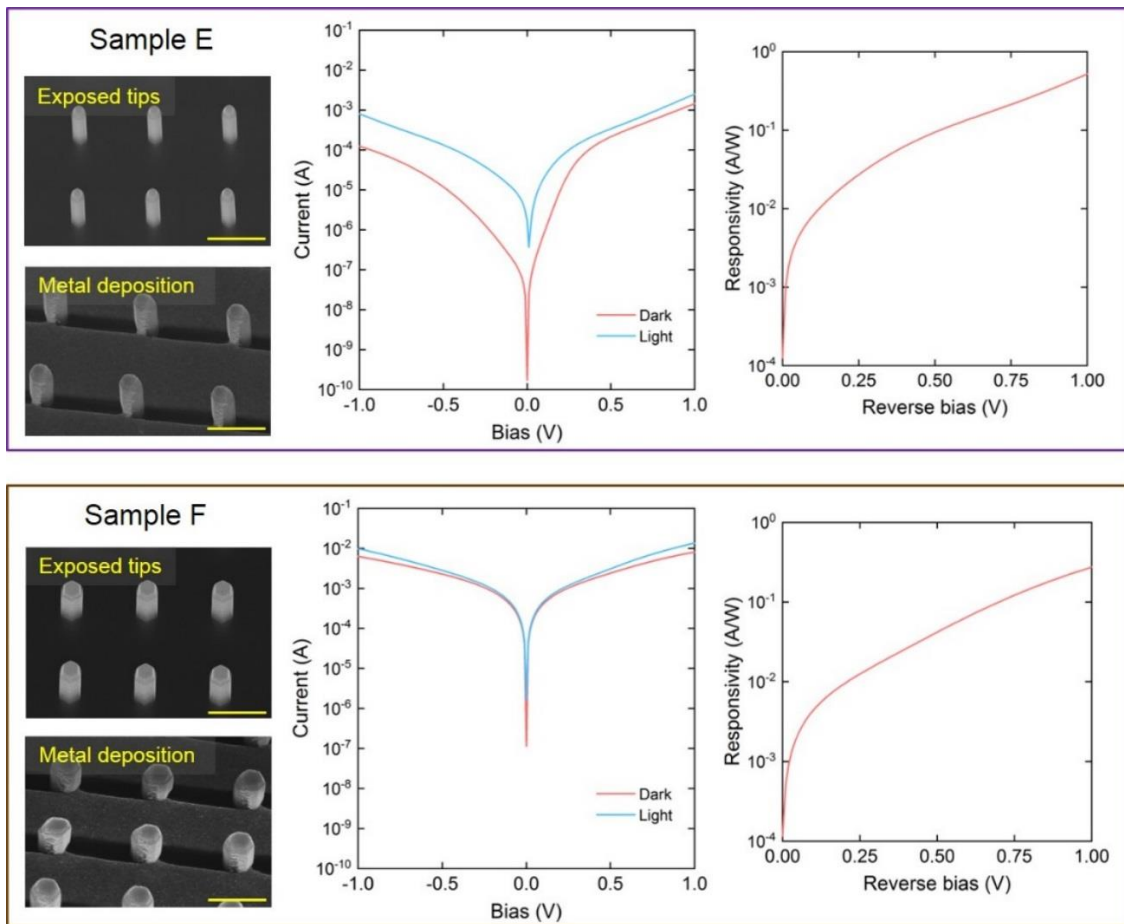 Sample E
Exposed tips
Metal deposition
Current (A)
10⁻¹
10⁻²
10⁻³
10⁻⁴
10⁻⁵
10⁻⁶
10⁻⁷
10⁻⁸
10⁻⁹
10⁻¹⁰
Dark
Light
-1.0 -0.5 0.0 0.5 1.0
Bias (V)
Responsivity (A/W)
10⁰
10⁻¹
10⁻²
10⁻³
10⁻⁴
0.00 0.25 0.50 0.75 1.00
Reverse bias (V)
Sample F
Exposed tips
Metal deposition
Current (A)
10⁻¹
10⁻²
10⁻³
10⁻⁴
10⁻⁵
10⁻⁶
10⁻⁷
10⁻⁸
10⁻⁹
10⁻¹⁰
Dark
Light
-1.0 -0.5 0.0 0.5 1.0
Bias (V)
Responsivity (A/W)
10⁰
10⁻¹
10⁻²
10⁻³
10⁻⁴
0.00 0.25 0.50 0.75 1.00
Reverse bias (V)